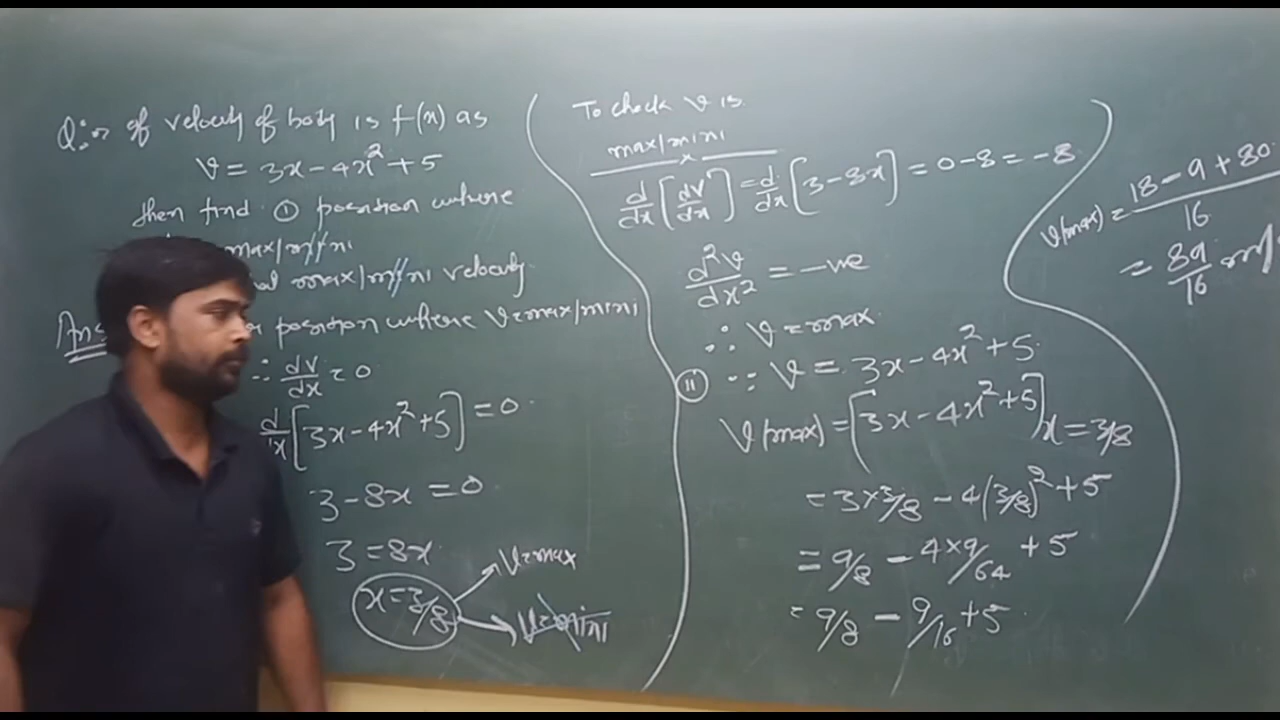 Q:→ If velocity of body is f(x) as
v = 3x - 4x² + 5
then find ① position where
max/mini
max/mini velocity
Ans
position where v=max/mini
∴ dv/dx = 0
d/dx[3x - 4x² + 5] = 0
3 - 8x = 0
3 = 8x
x = 3/8
v=max
v=mini
To check v is
max/mini
d/dx[dv/dx] = d/dx[3 - 8x] = 0 - 8 = -8
d²v/dx² = -ve
∴ v = max
ⅱ ∵ v = 3x - 4x² + 5
v(max) = [3x - 4x² + 5] x = 3/8
= 3×3/8 - 4(3/8)² + 5
= 9/8 - 4×9/64 + 5
= 9/8 - 9/16 + 5
v(max) = 18 - 9 + 80 / 16
= 89/16 m/